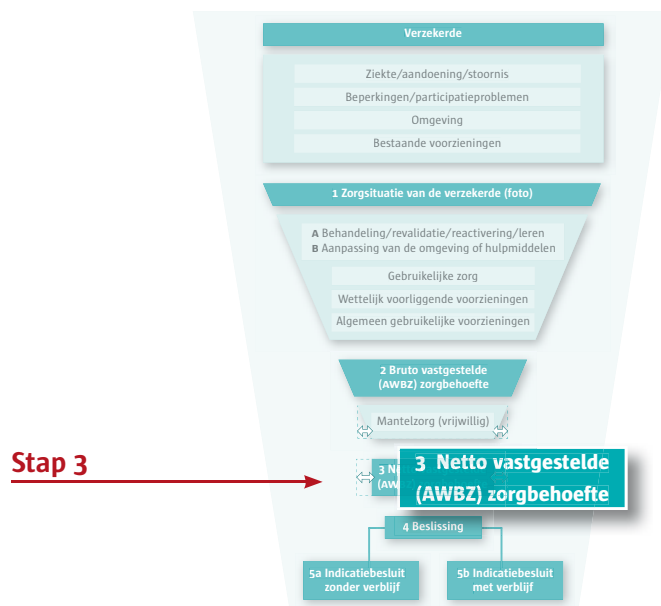 Verzekerde
Ziekte/aandoening/stoornis
Beperkingen/participatieproblemen
Omgeving
Bestaande voorzieningen
1 Zorgsituatie van de verzekerde (foto)
A Behandeling/revalidatie/reactivering/leren
B Aanpassing van de omgeving of hulpmiddelen
Gebruikelijke zorg
Wettelijk voorliggende voorzieningen
Algemeen gebruikelijke voorzieningen
2 Bruto vastgestelde
(AWBZ) zorgbehoefte
Mantelzorg (vrijwillig)
Stap 3
3 Netto vastgestelde
(AWBZ) zorgbehoefte
4 Beslissing
5a Indicatiebesluit
zonder verblijf
5b Indicatiebesluit
met verblijf